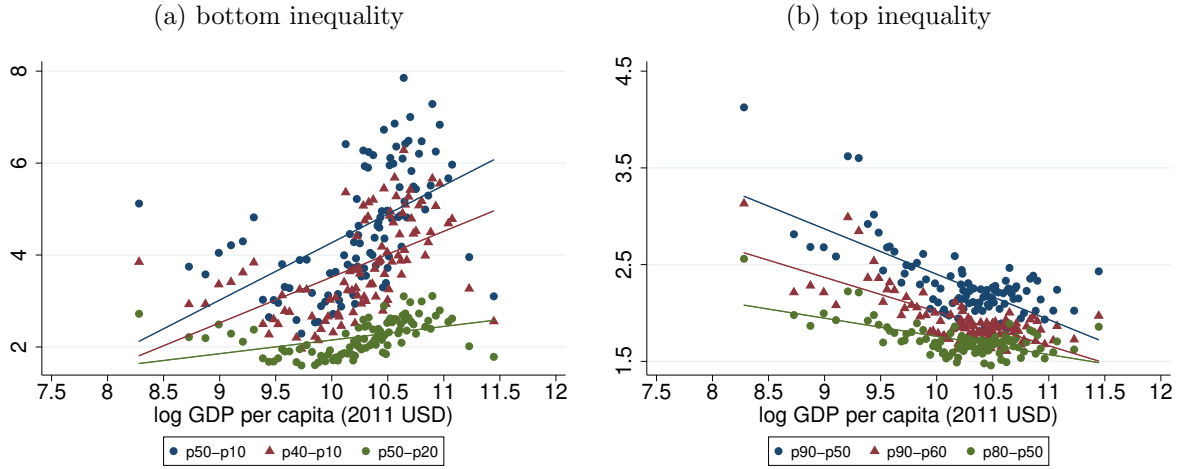 (a) bottom inequality
8
6
4
2
7.5 8 8.5 9 9.5 10 10.5 11 11.5 12
log GDP per capita (2011 USD)
p50−p10 p40−p10 p50−p20
(b) top inequality
4.5
3.5
2.5
1.5
7.5 8 8.5 9 9.5 10 10.5 11 11.5 12
log GDP per capita (2011 USD)
p90−p50 p90−p60 p80−p50